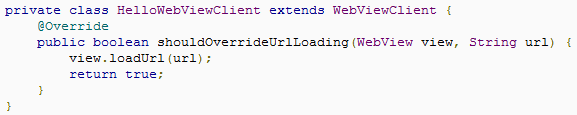 private class HelloWebViewClient extends WebViewClient {
    @Override
    public boolean shouldOverrideUrlLoading(WebView view, String url) {
        view.loadUrl(url);
        return true;
    }
}